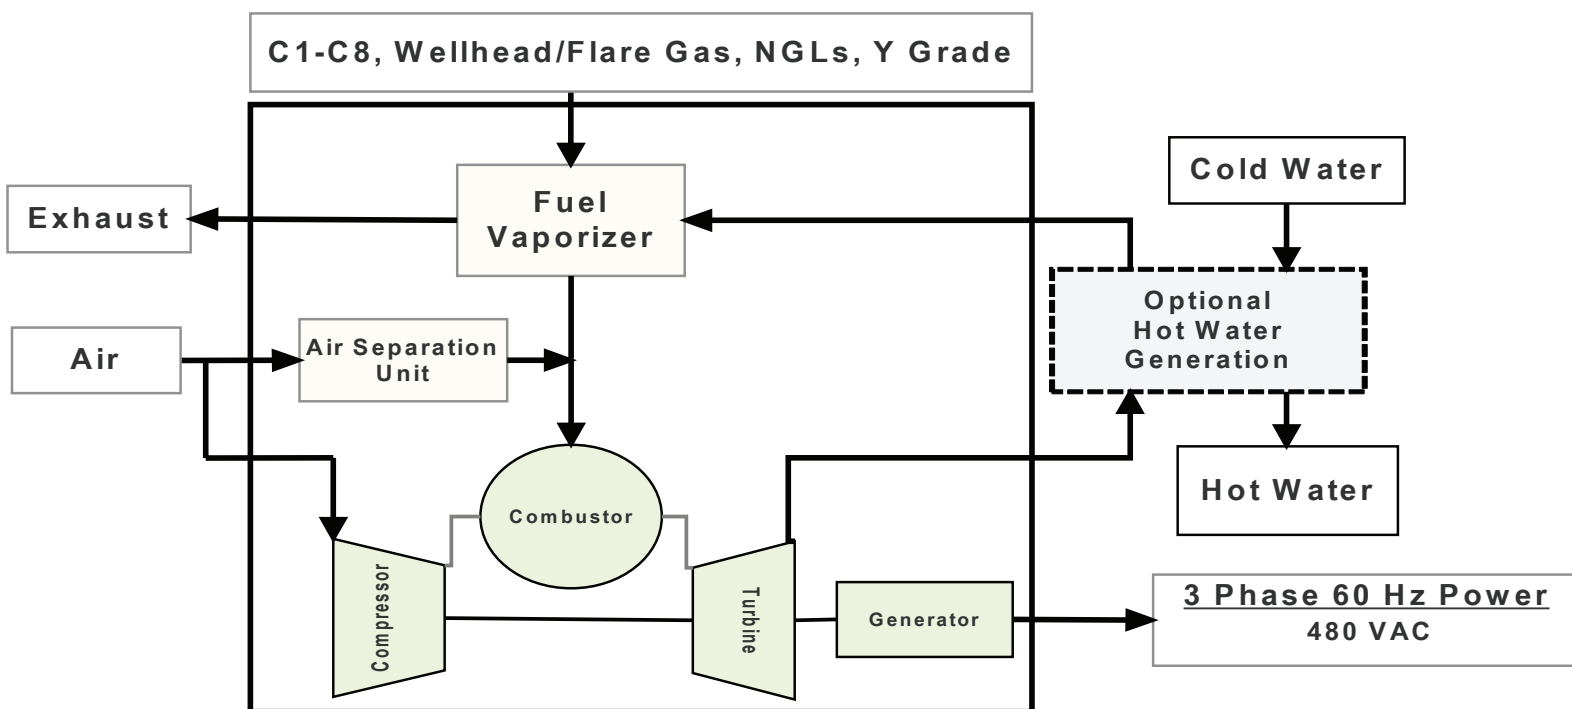 C1-C8, Wellhead/Flare Gas, NGLs, Y Grade
Cold Water
Fuel
Vaporizer
Exhaust
Optional
Hot Water
Generation
Air Separation
Unit
Air
Hot Water
Combustor
Compressor
Turbine
Generator
3 Phase 60 Hz Power
480 VAC